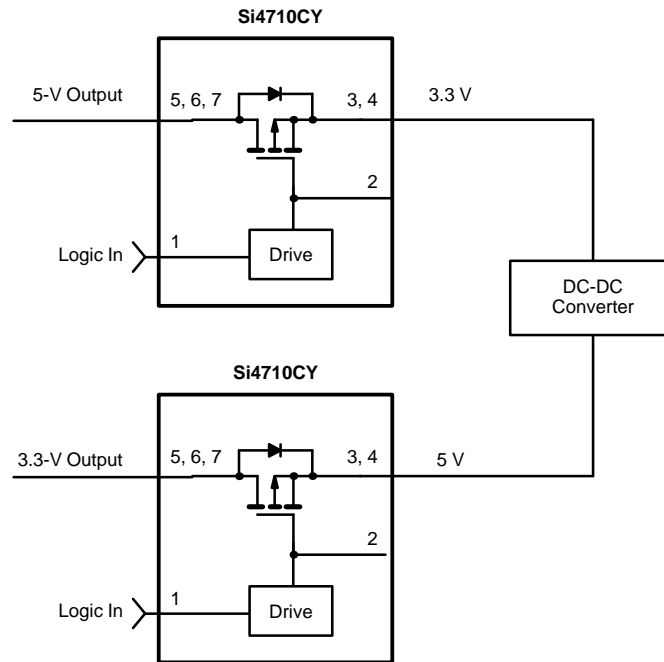 Si4710CY
5-V Output
5, 6, 7
3, 4
3.3 V
2
Logic In
1
Drive
DC-DC
Converter
Si4710CY
3.3-V Output
5, 6, 7
3, 4
5 V
2
Logic In
1
Drive